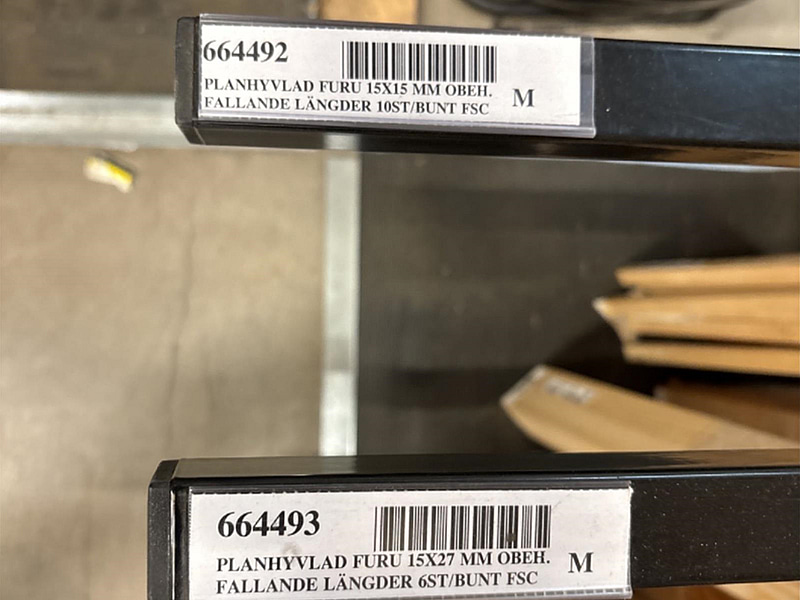 664492
PLANHYVLAD FURU 15X15 MM OBEH.
FALLANDE LÄNGDER 10ST/BUNT FSC
M
664493
PLANHYVLAD FURU 15X27 MM OBEH.
FALLANDE LÄNGDER 6ST/BUNT FSC
M